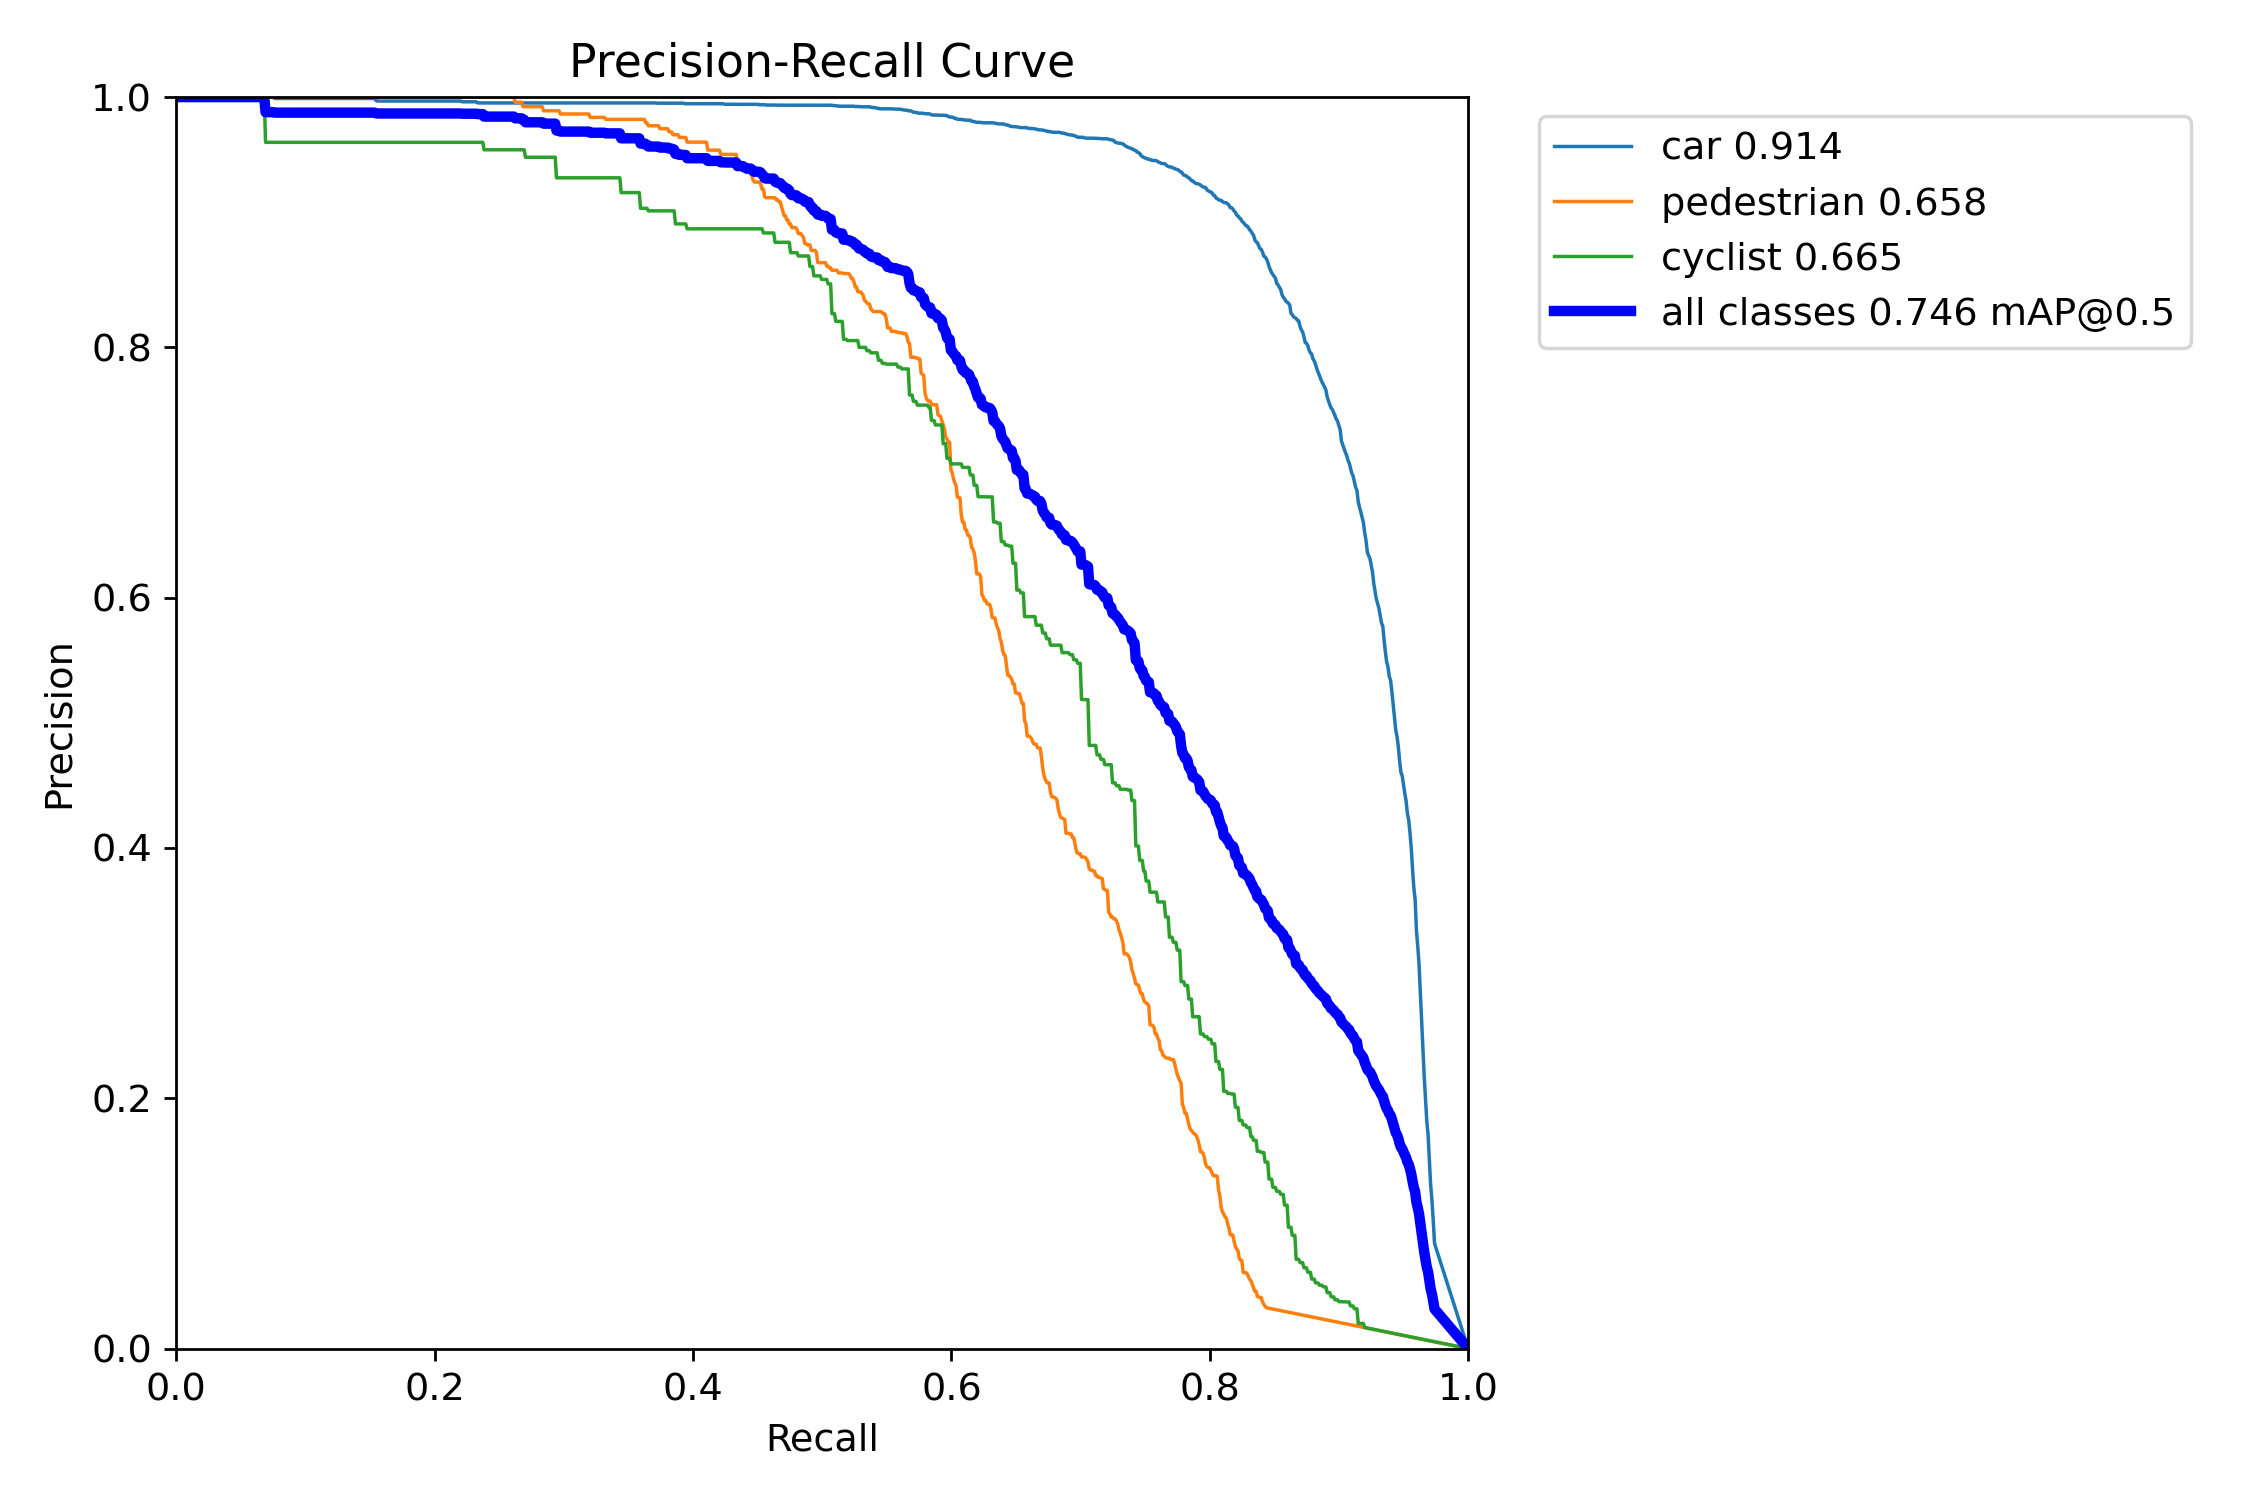 Precision-Recall Curve
1.0
0.8
0.6
0.4
0.2
0.0
Precision
0.0 0.2 0.4 0.6 0.8 1.0
Recall
car 0.914
pedestrian 0.658
cyclist 0.665
all classes 0.746 mAP@0.5